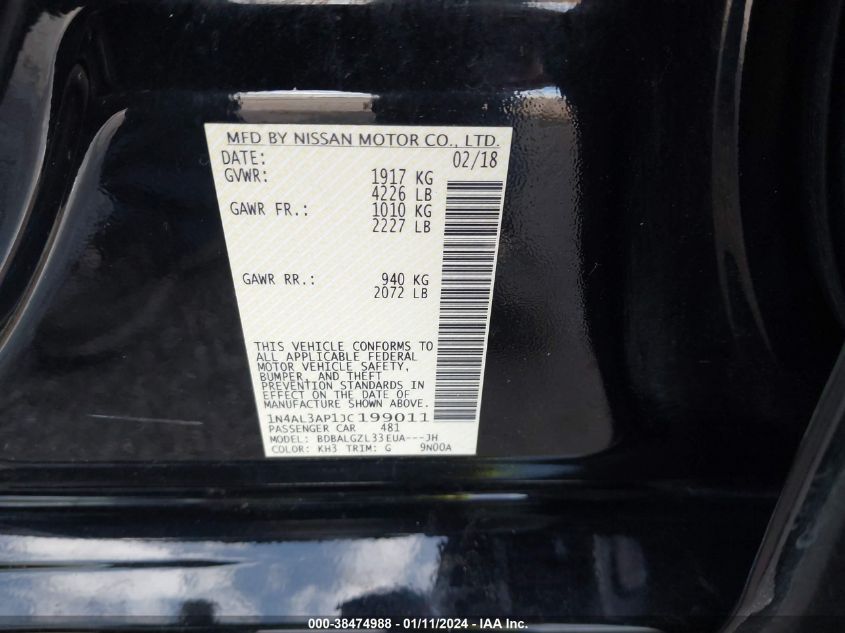 MFD BY NISSAN MOTOR CO., LTD.
DATE: 02/18
GVWR: 1917 KG
4226 LB
GAWR FR.: 1010 KG
2227 LB
GAWR RR.: 940 KG
2072 LB
THIS VEHICLE CONFORMS TO
ALL APPLICABLE FEDERAL
MOTOR VEHICLE SAFETY,
BUMPER, AND THEFT
PREVENTION STANDARDS IN
EFFECT ON THE DATE OF
MANUFACTURE SHOWN ABOVE.
1N4AL3AP1JC199011
PASSENGER CAR 481
MODEL: BDBALGZL33EUA---JH
COLOR: KH3 TRIM: G 9N00A
000-38474988 - 01/11/2024 - IAA Inc.